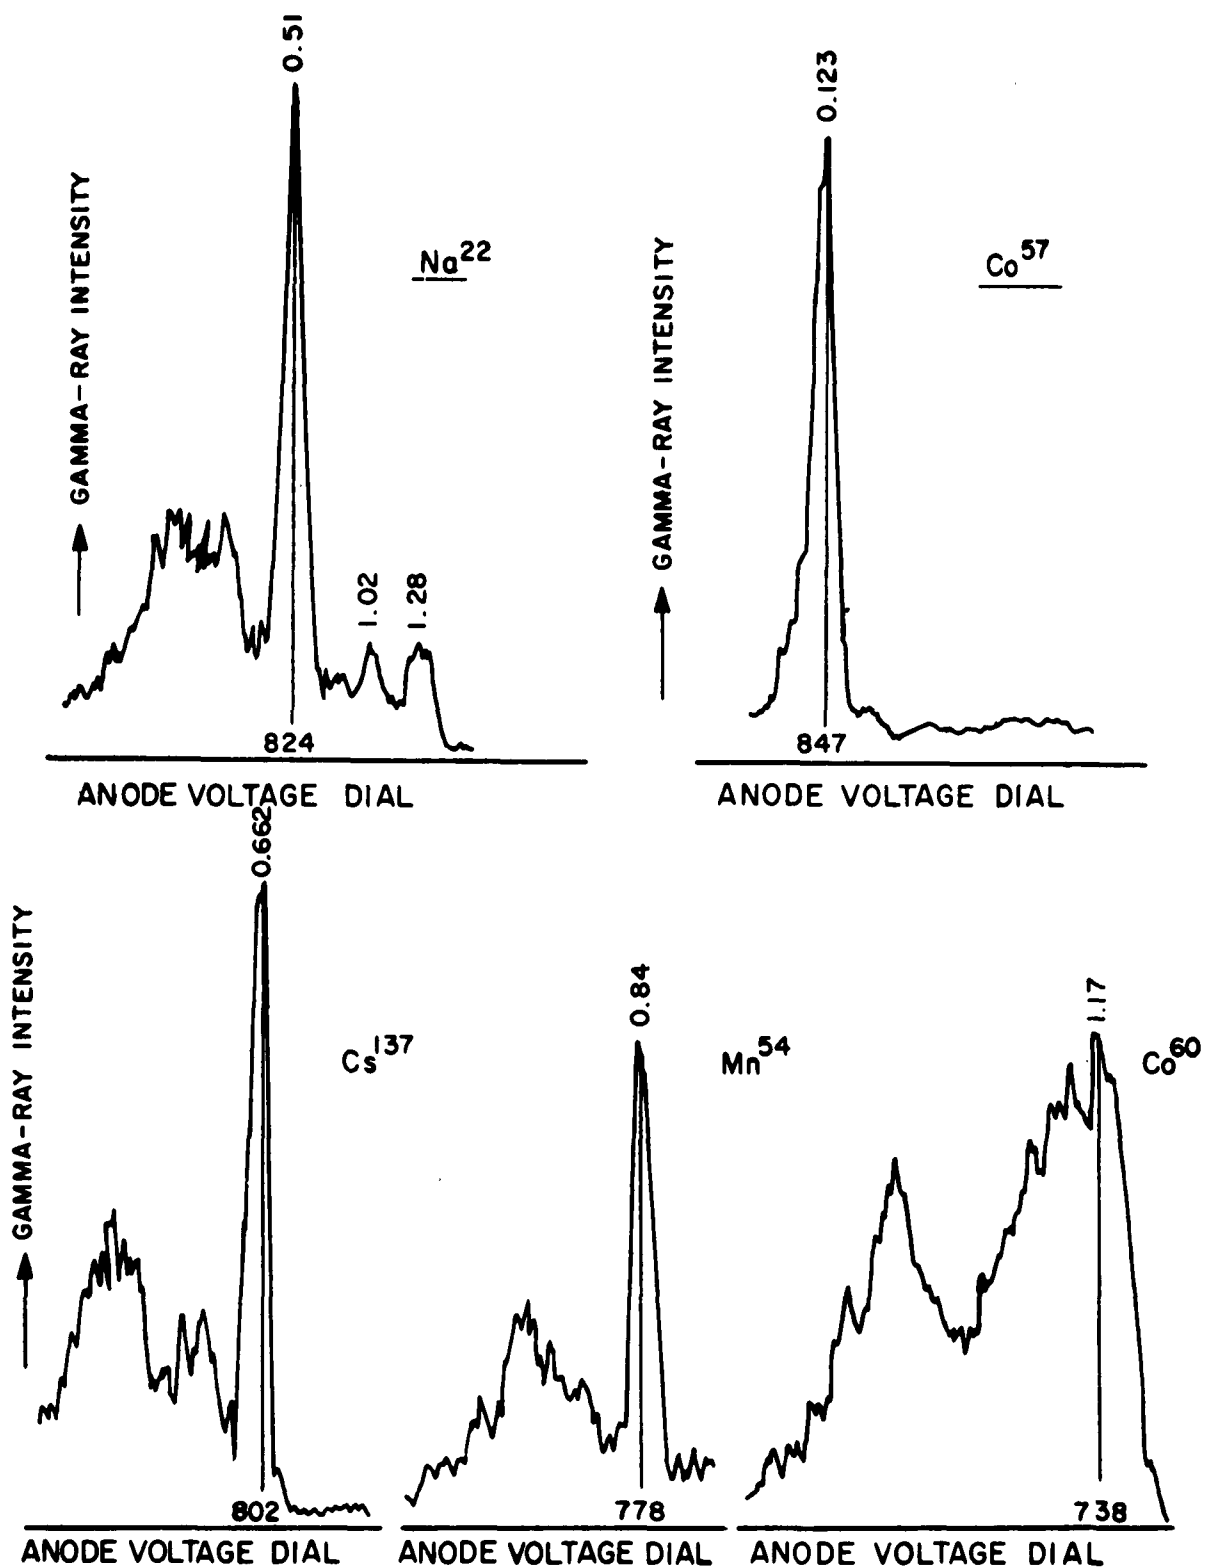 0.51
Na²²
GAMMA-RAY INTENSITY
1.02
1.28
824
ANODE VOLTAGE DIAL
0.123
Co⁵⁷
GAMMA-RAY INTENSITY
847
ANODE VOLTAGE DIAL
0.662
Cs¹³⁷
GAMMA-RAY INTENSITY
802
ANODE VOLTAGE DIAL
0.84
Mn⁵⁴
778
ANODE VOLTAGE DIAL
1.17
Co⁶⁰
738
ANODE VOLTAGE DIAL